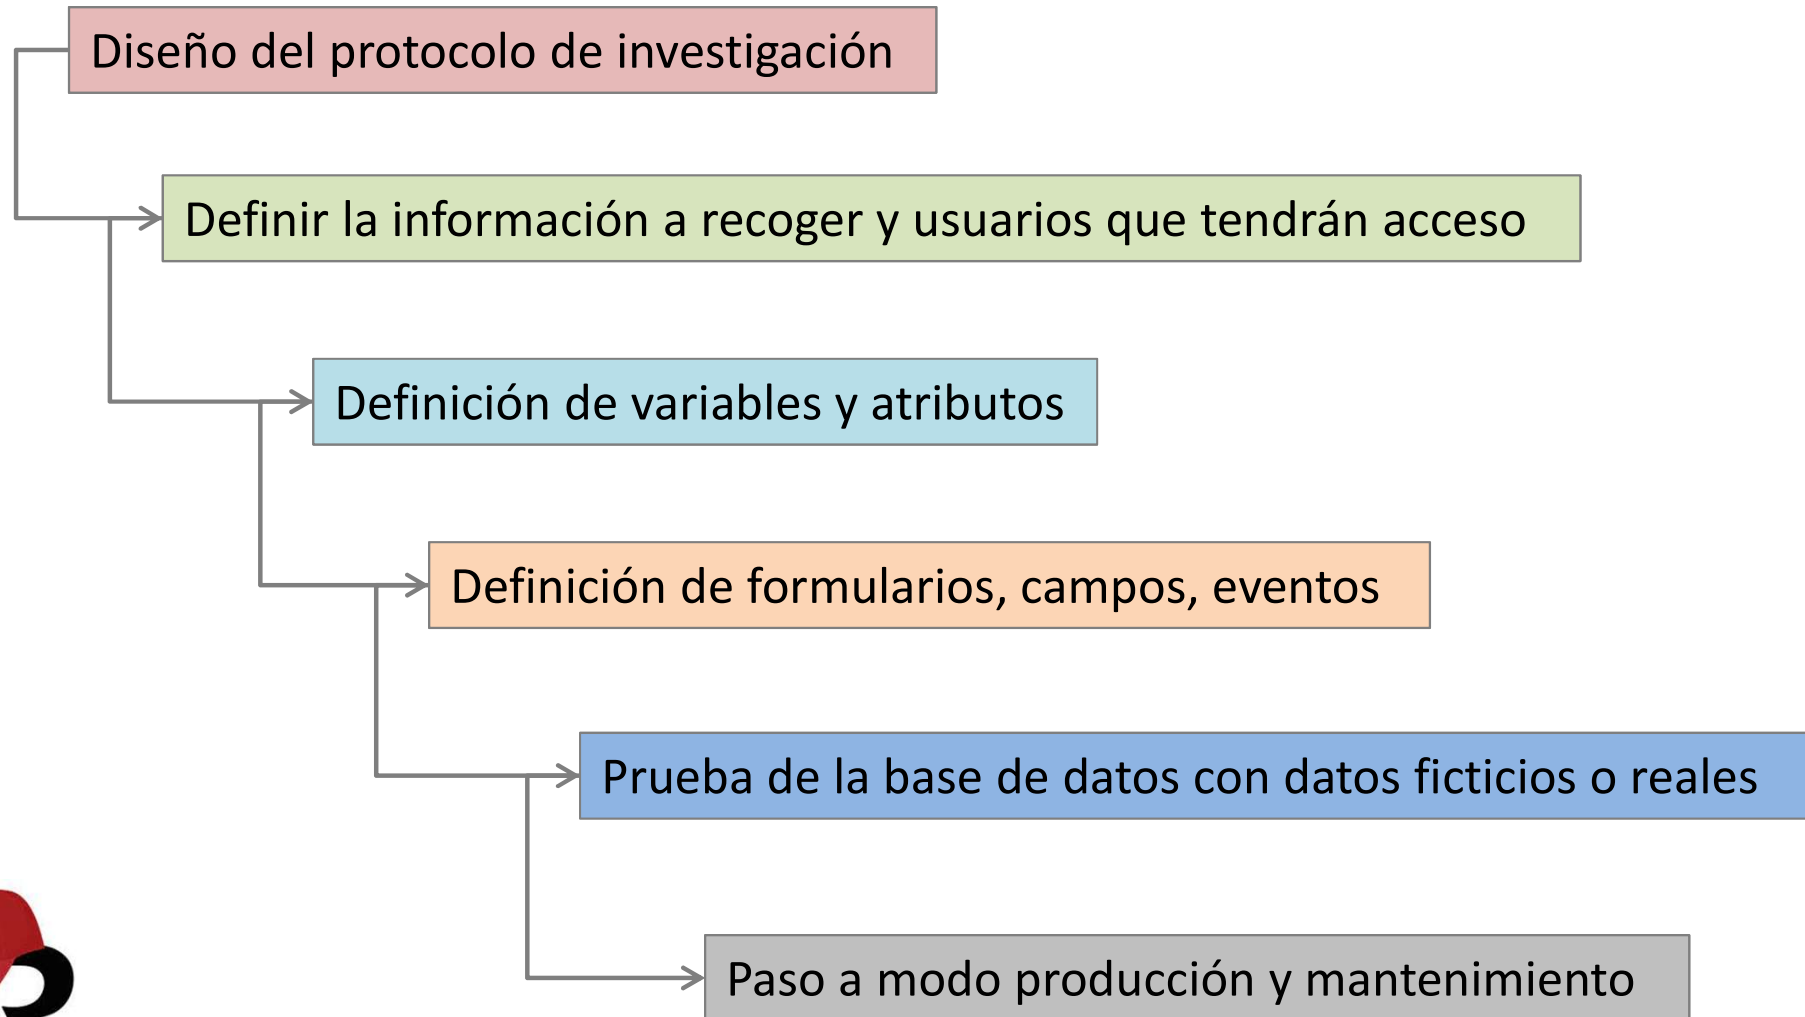 Diseño del protocolo de investigación
Definir la información a recoger y usuarios que tendrán acceso
Definición de variables y atributos
Definición de formularios, campos, eventos
Prueba de la base de datos con datos ficticios o reales
Paso a modo producción y mantenimiento